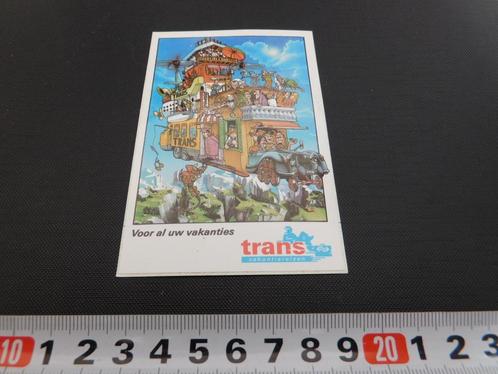 TRANS
Voor al uw vakanties
trans
vakantiereizen
10 1 2 3 4 5 6 7 8 9 20 1 2 3